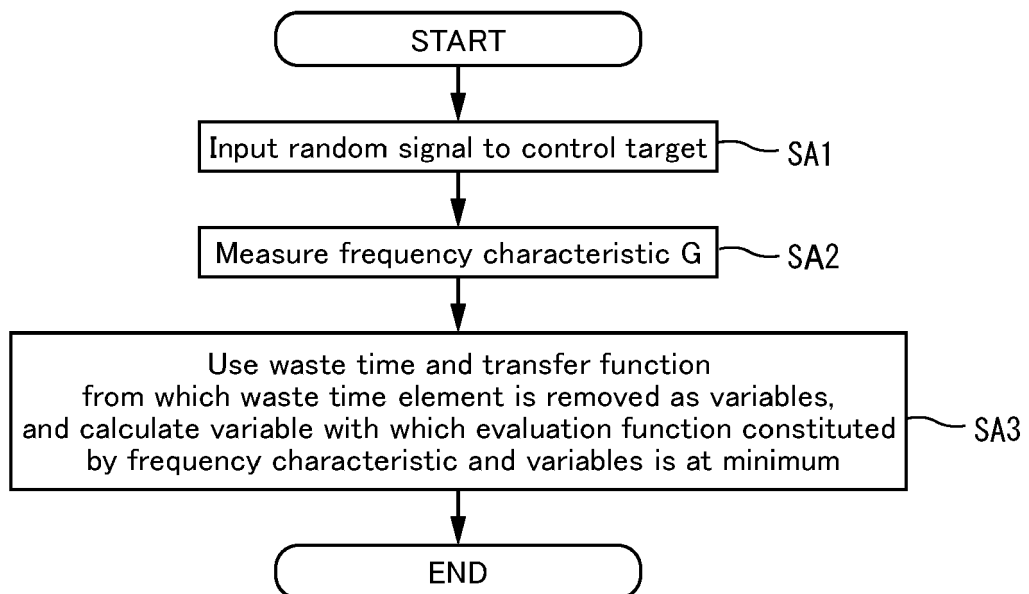 START
Input random signal to control target
SA1
Measure frequency characteristic G
SA2
Use waste time and transfer function
from which waste time element is removed as variables,
and calculate variable with which evaluation function constituted
by frequency characteristic and variables is at minimum
SA3
END